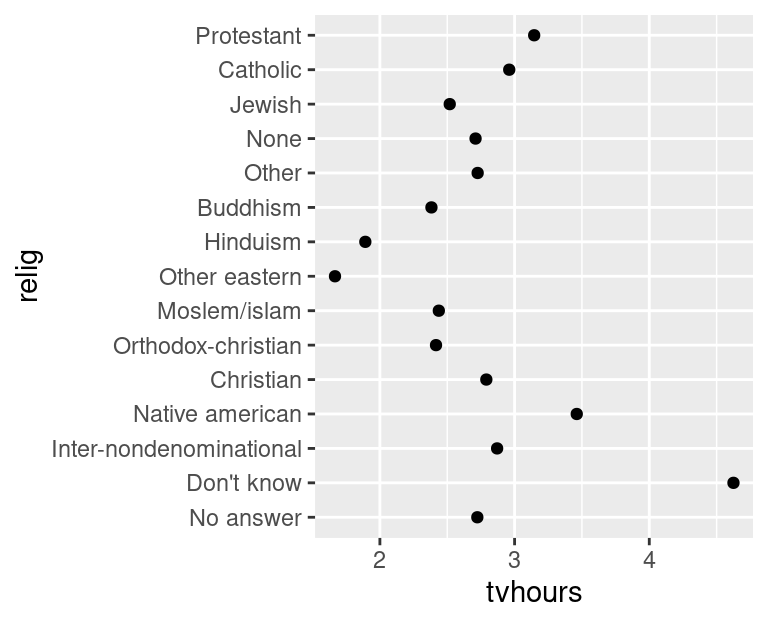 Protestant
Catholic
Jewish
None
Other
Buddhism
Hinduism
Other eastern
Moslem/islam
Orthodox-christian
Christian
Native american
Inter-nondenominational
Don't know
No answer
relig
2 3 4
tvhours